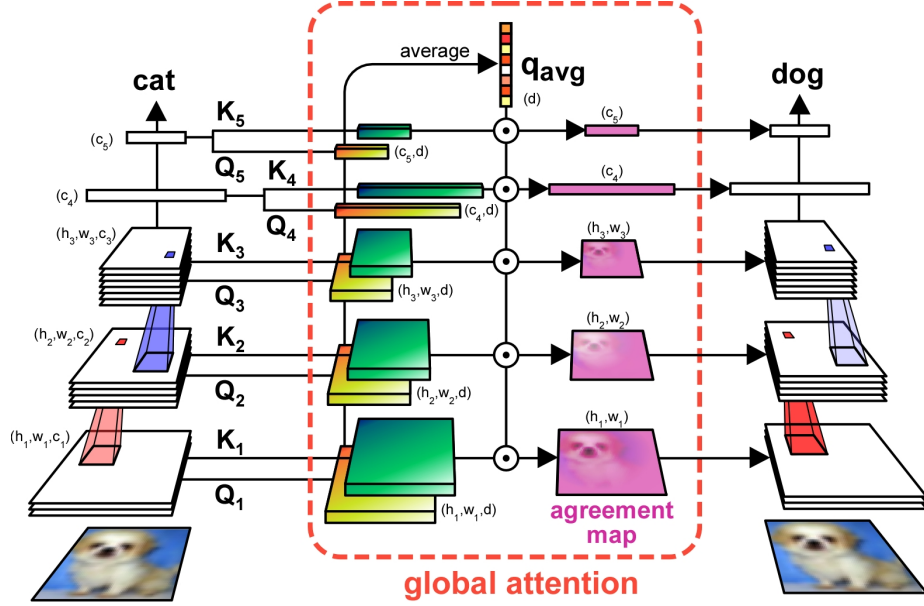 average
q_avg
(d)
cat
dog
K_5
(c_5)
Q_5
(c_5,d)
(c_5)
K_4
(c_4)
Q_4
(c_4,d)
(c_4)
(h_3,w_3,c_3)
K_3
Q_3
(h_3,w_3,d)
(h_3,w_3)
(h_2,w_2,c_2)
K_2
Q_2
(h_2,w_2,d)
(h_2,w_2)
(h_1,w_1,c_1)
K_1
Q_1
(h_1,w_1,d)
(h_1,w_1)
agreement
map
global attention